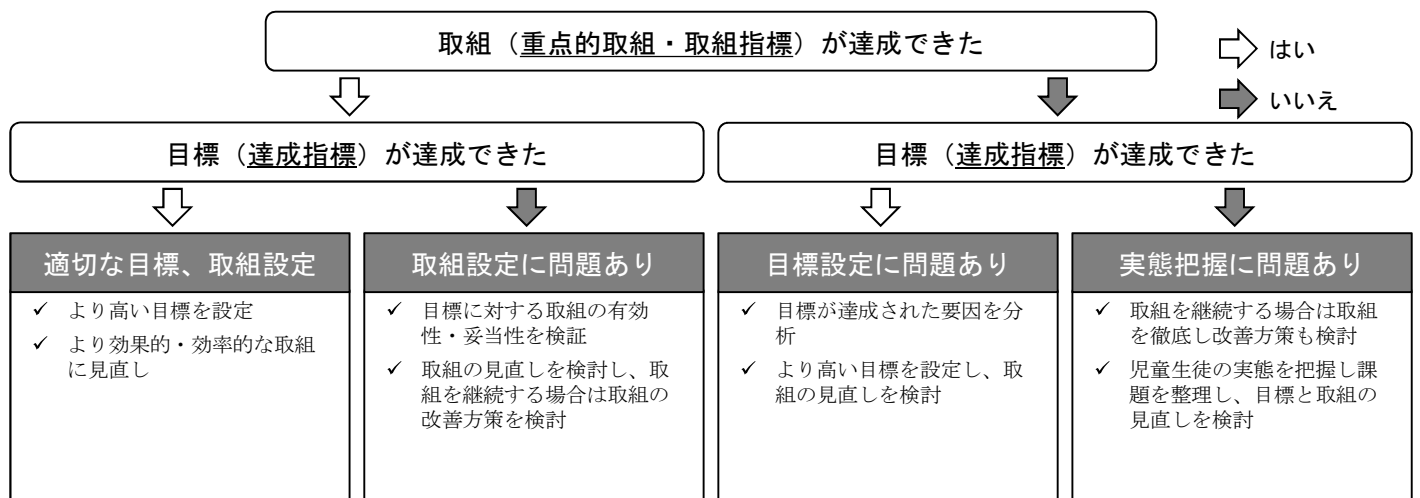 取組（重点的取組・取組指標）が達成できた
はい
いいえ
目標（達成指標）が達成できた
目標（達成指標）が達成できた
適切な目標、取組設定
✓ より高い目標を設定
✓ より効果的・効率的な取組
に見直し
取組設定に問題あり
✓ 目標に対する取組の有効
性・妥当性を検証
✓ 取組の見直しを検討し、取
組を継続する場合は取組の
改善方策を検討
目標設定に問題あり
✓ 目標が達成された要因を分
析
✓ より高い目標を設定し、取
組の見直しを検討
実態把握に問題あり
✓ 取組を継続する場合は取組
を徹底し改善方策も検討
✓ 児童生徒の実態を把握し課
題を整理し、目標と取組の
見直しを検討